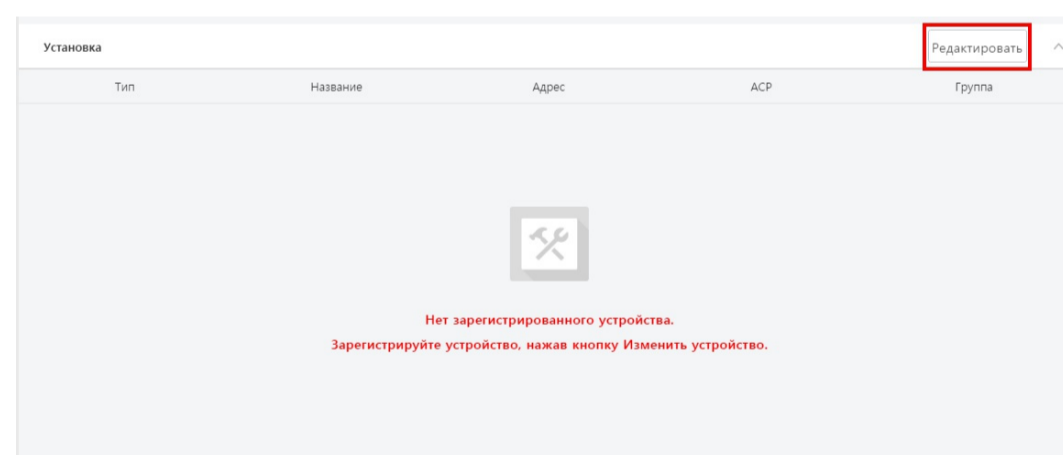 Установка
Редактировать
Тип Название Адрес ACP Группа
Нет зарегистрированного устройства.
Зарегистрируйте устройство, нажав кнопку Изменить устройство.